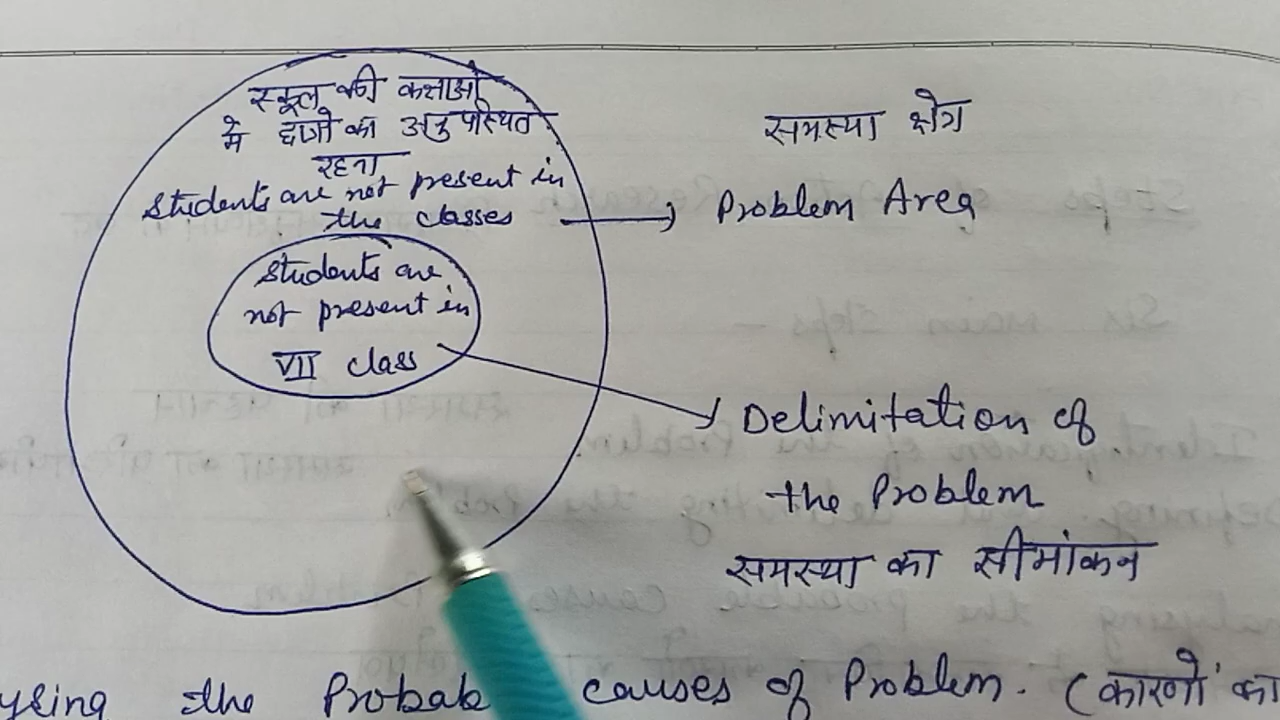 स्कूल की कक्षाओ
मे छात्रो का अनुपस्थित
रहना
Students are not present in
the classes
समस्या क्षेत्र
Problem Area
Students are
not present in
VII class
Delimitation of
the Problem
समस्या का सीमांकन
the Probab causes of Problem. (कारणों का